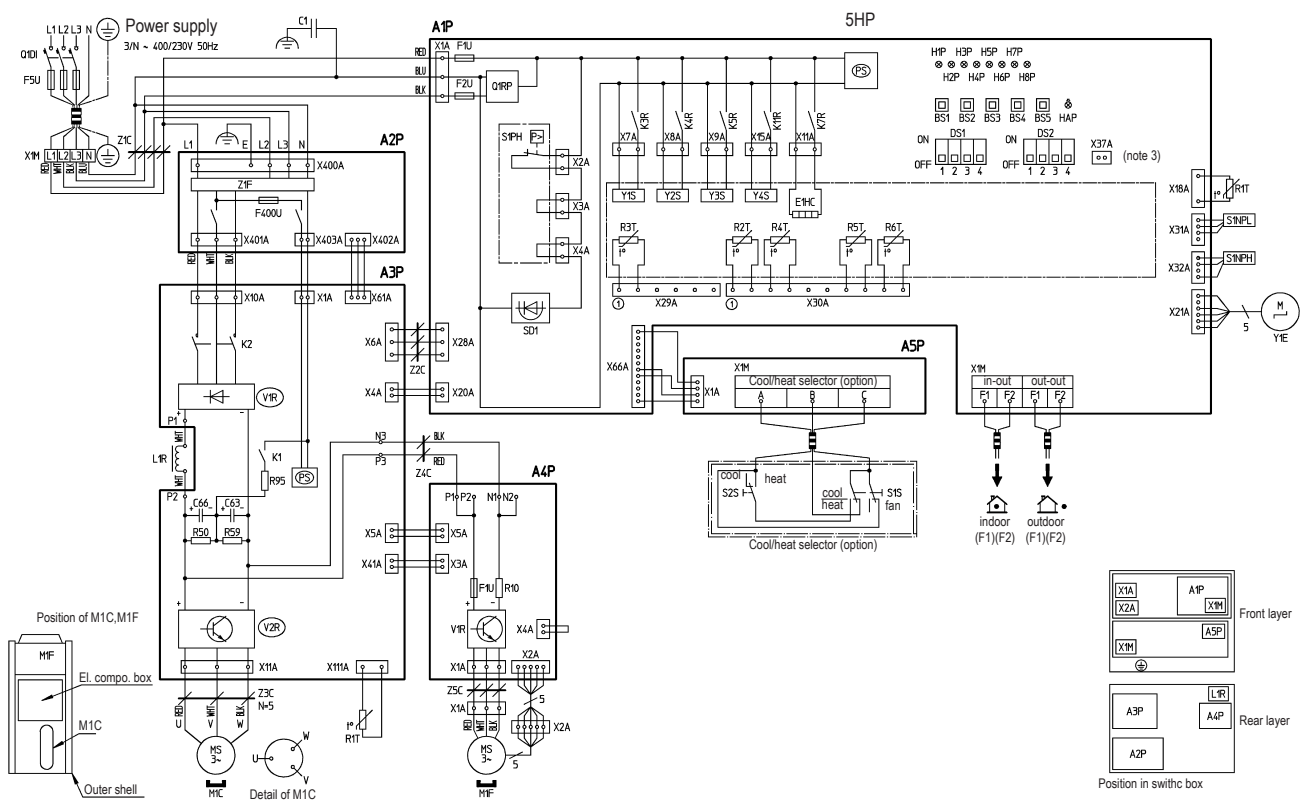 5HP
L1 L2 L3 N
Power supply
3/N ~ 400/230V 50Hz
Q1DI
F5U
X1M L1 L2 L3 N
RED WHT BLK BLU
Z1C
C1
A1P
X1A
RED
BLU
BLK
F1U
F2U
Q1RP
PS
H1P H3P H5P H7P
H2P H4P H6P H8P
BS1 BS2 BS3 BS4 BS5 HAP
ON
OFF
DS1
1 2 3 4
ON
OFF
DS2
1 2 3 4
X37A
(note 3)
K3R K4R K5R K11R K7R
X7A X8A X9A X15A X11A
Y1S Y2S Y3S Y4S E1HC
S1PH
P>
X2A
X3A
X4A
SD1
R3T R2T R4T R5T R6T
t° t° t° t° t°
1 X29A
1 X30A
X18A
t° R1T
X31A S1NPL
X32A S1NPH
X21A
5
M
Y1E
A2P
L1 E L2 L3 N
X400A
Z1F
F400U
X401A X403A X402A
RED WHT BLK
A3P
X10A X1A X61A
K2
V1R
P1
WHT
L1R
WHT
P2
K1
R95
PS
C66 C63
R50 R59
+ -
V2R
X11A
X111A
X6A X28A
Z2C
X4A X20A
N3
P3
BLK
RED
Z4C
X5A X5A
X41A X3A
A4P
P1 P2 N1 N2
F1U R10
V1R
X4A
X1A X2A
Z5C
X1A
5
X2A
RED WHT BLK
MS
3~
5
M1F
Z3C
N=5
RED WHT BLK
U V W
MS
3~
M1C
t°
R1T
U W V
Detail of M1C
Position of M1C,M1F
M1F
El. compo. box
M1C
Outer shell
X66A
X1A
A5P
X1M
Cool/heat selector (option)
A B C
cool
heat
S2S
cool
heat
S1S
fan
Cool/heat selector (option)
X1M
in-out out-out
F1 F2 F1 F2
indoor
(F1)(F2)
outdoor
(F1)(F2)
X1A
X2A
A1P
X1M
A5P
X1M
Front layer
L1R
A3P
A4P
A2P
Rear layer
Position in swithc box